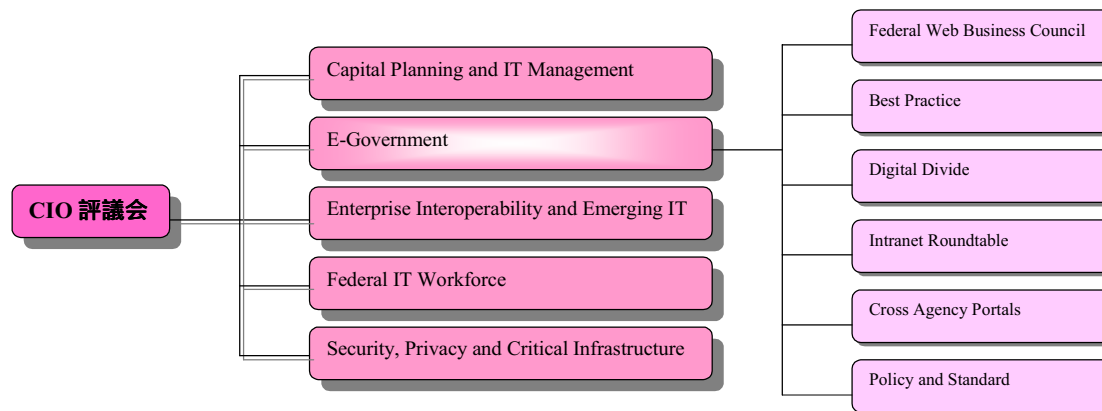 CIO 評議会
Capital Planning and IT Management
E-Government
Enterprise Interoperability and Emerging IT
Federal IT Workforce
Security, Privacy and Critical Infrastructure
Federal Web Business Council
Best Practice
Digital Divide
Intranet Roundtable
Cross Agency Portals
Policy and Standard